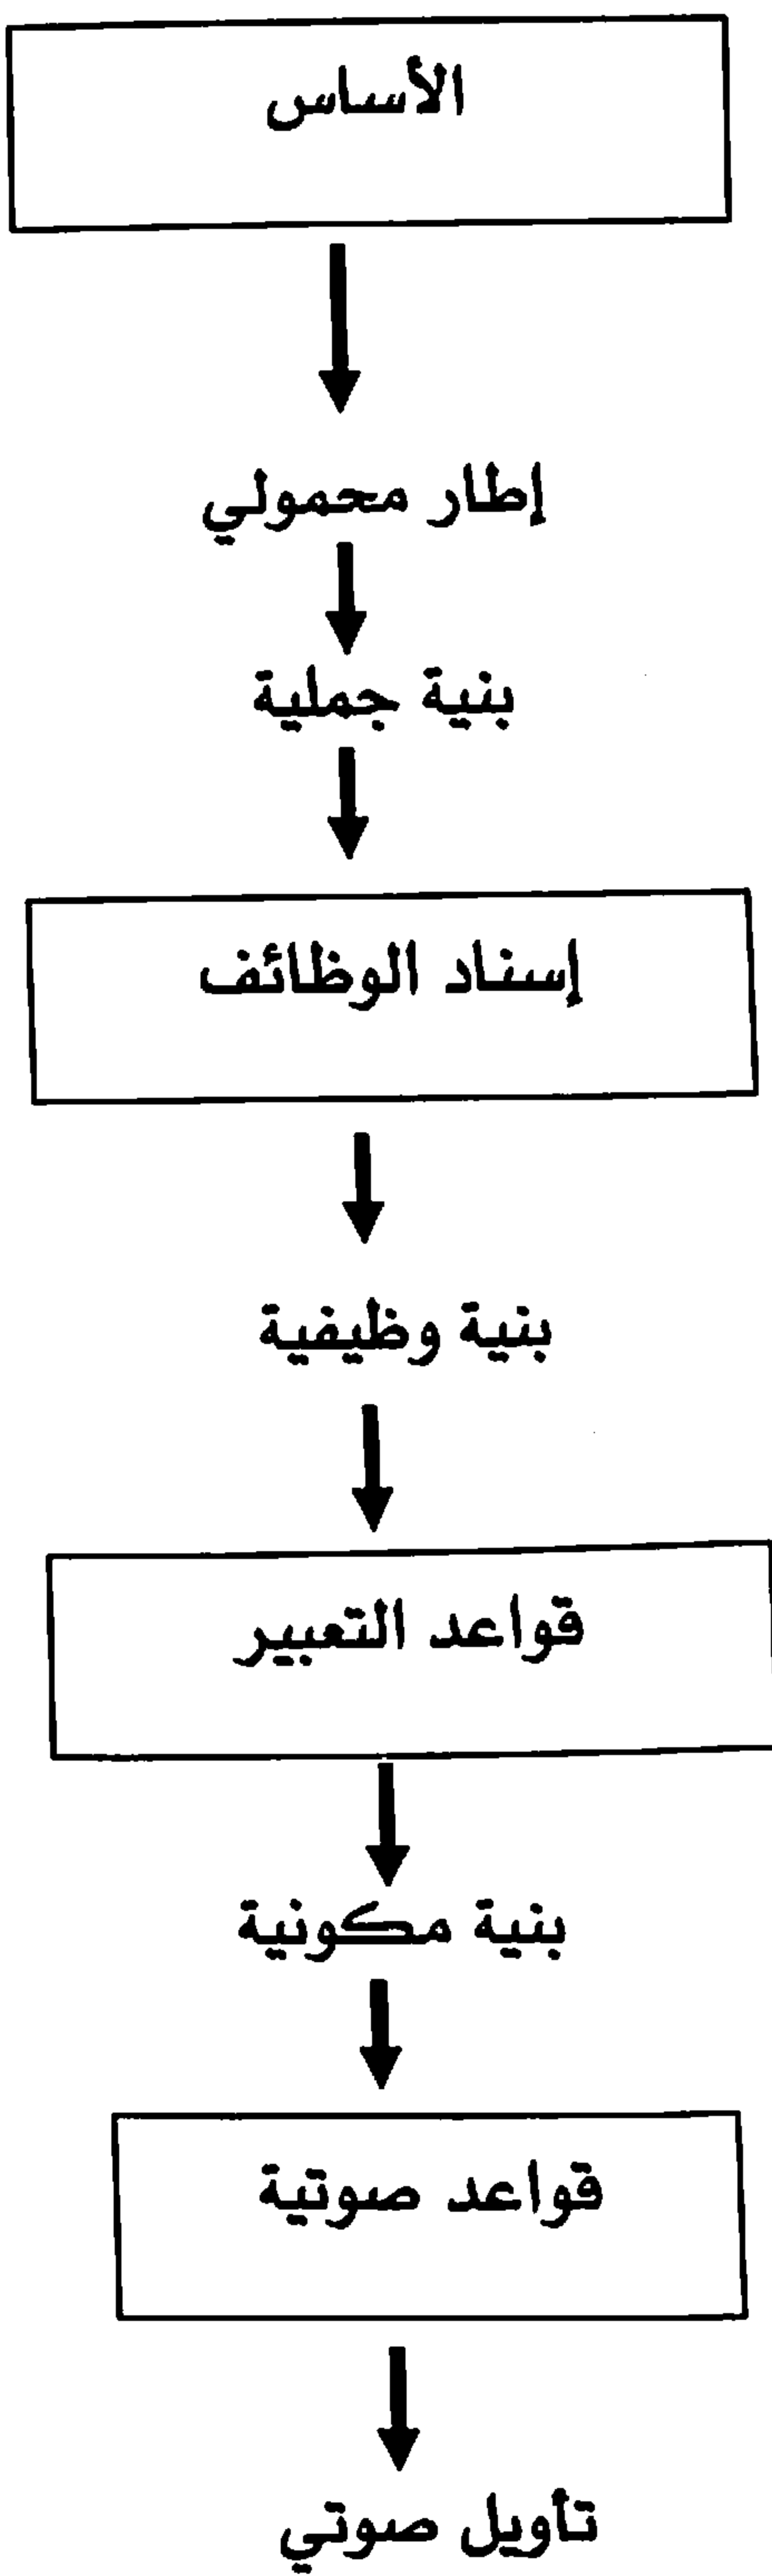 الأساس
إطار محمولي
بنية جملية
إسناد الوظائف
بنية وظيفية
قواعد التعبير
بنية مكونية
قواعد صوتية
تأويل صوتي